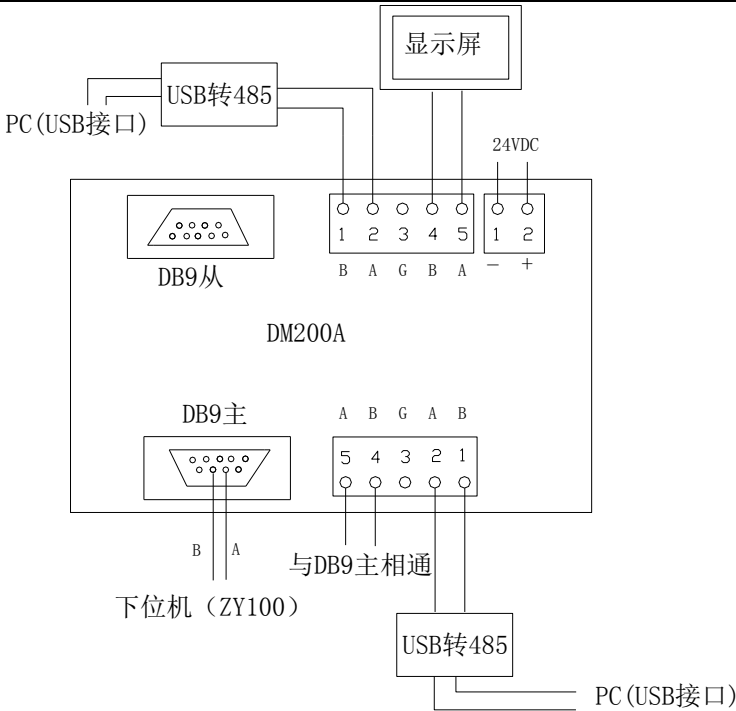 显示屏
USB转485
PC(USB接口)
24VDC
1 2 3 4 5
1 2
B A G B A
— +
DB9从
DM200A
DB9主
A B G A B
5 4 3 2 1
B A
与DB9主相通
下位机（ZY100）
USB转485
PC(USB接口)